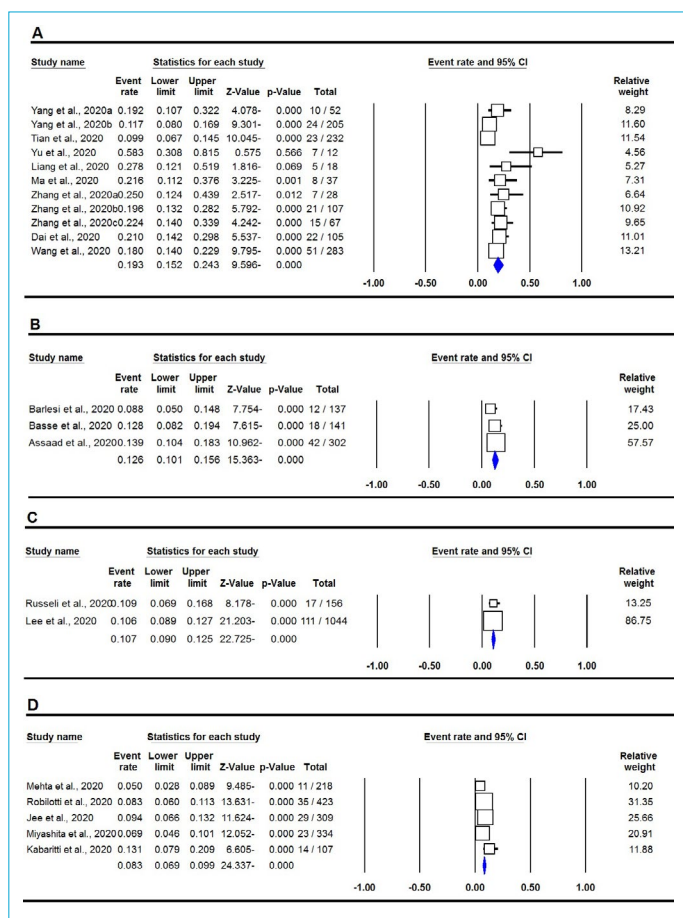 A
Study name Statistics for each study Event rate and 95% CI
Event rate Lower limit Upper limit Z-Value p-Value Total Relative weight
Yang et al., 2020a 0.192 0.107 0.322 4.078- 0.000 10 / 52 8.29
Yang et al., 2020b 0.117 0.080 0.169 9.301- 0.000 24 / 205 11.60
Tian et al., 2020 0.099 0.067 0.145 10.045- 0.000 23 / 232 11.54
Yu et al., 2020 0.583 0.308 0.815 0.575 0.566 7 / 12 4.56
Liang et al., 2020 0.278 0.121 0.519 1.816- 0.069 5 / 18 5.27
Ma et al., 2020 0.216 0.112 0.376 3.225- 0.001 8 / 37 7.31
Zhang et al., 2020a 0.250 0.124 0.439 2.517- 0.012 7 / 28 6.64
Zhang et al., 2020b 0.196 0.132 0.282 5.792- 0.000 21 / 107 10.92
Zhang et al., 2020c 0.224 0.140 0.339 4.242- 0.000 15 / 67 9.65
Dai et al., 2020 0.210 0.142 0.298 5.537- 0.000 22 / 105 11.01
Wang et al., 2020 0.180 0.140 0.229 9.795- 0.000 51 / 283 13.21
0.193 0.152 0.243 9.596- 0.000
-1.00 -0.50 0.00 0.50 1.00
B
Study name Statistics for each study Event rate and 95% CI
Event rate Lower limit Upper limit Z-Value p-Value Total Relative weight
Barlesi et al., 2020 0.088 0.050 0.148 7.754- 0.000 12 / 137 17.43
Basse et al., 2020 0.128 0.082 0.194 7.615- 0.000 18 / 141 25.00
Assaad et al., 2020 0.139 0.104 0.183 10.962- 0.000 42 / 302 57.57
0.126 0.101 0.156 15.363- 0.000
-1.00 -0.50 0.00 0.50 1.00
C
Study name Statistics for each study Event rate and 95% CI
Event rate Lower limit Upper limit Z-Value p-Value Total Relative weight
Russeli et al., 2020 0.109 0.069 0.168 8.178- 0.000 17 / 156 13.25
Lee et al., 2020 0.106 0.089 0.127 21.203- 0.000 111 / 1044 86.75
0.107 0.090 0.125 22.725- 0.000
-1.00 -0.50 0.00 0.50 1.00
D
Study name Statistics for each study Event rate and 95% CI
Event rate Lower limit Upper limit Z-Value p-Value Total Relative weight
Mehta et al., 2020 0.050 0.028 0.089 9.485- 0.000 11 / 218 10.20
Robilotti et al., 2020 0.083 0.060 0.113 13.631- 0.000 35 / 423 31.35
Jee et al., 2020 0.094 0.066 0.132 11.624- 0.000 29 / 309 25.66
Miyashita et al., 2020 0.069 0.046 0.101 12.052- 0.000 23 / 334 20.91
Kabaritti et al., 2020 0.131 0.079 0.209 6.605- 0.000 14 / 107 11.88
0.083 0.069 0.099 24.337- 0.000
-1.00 -0.50 0.00 0.50 1.00